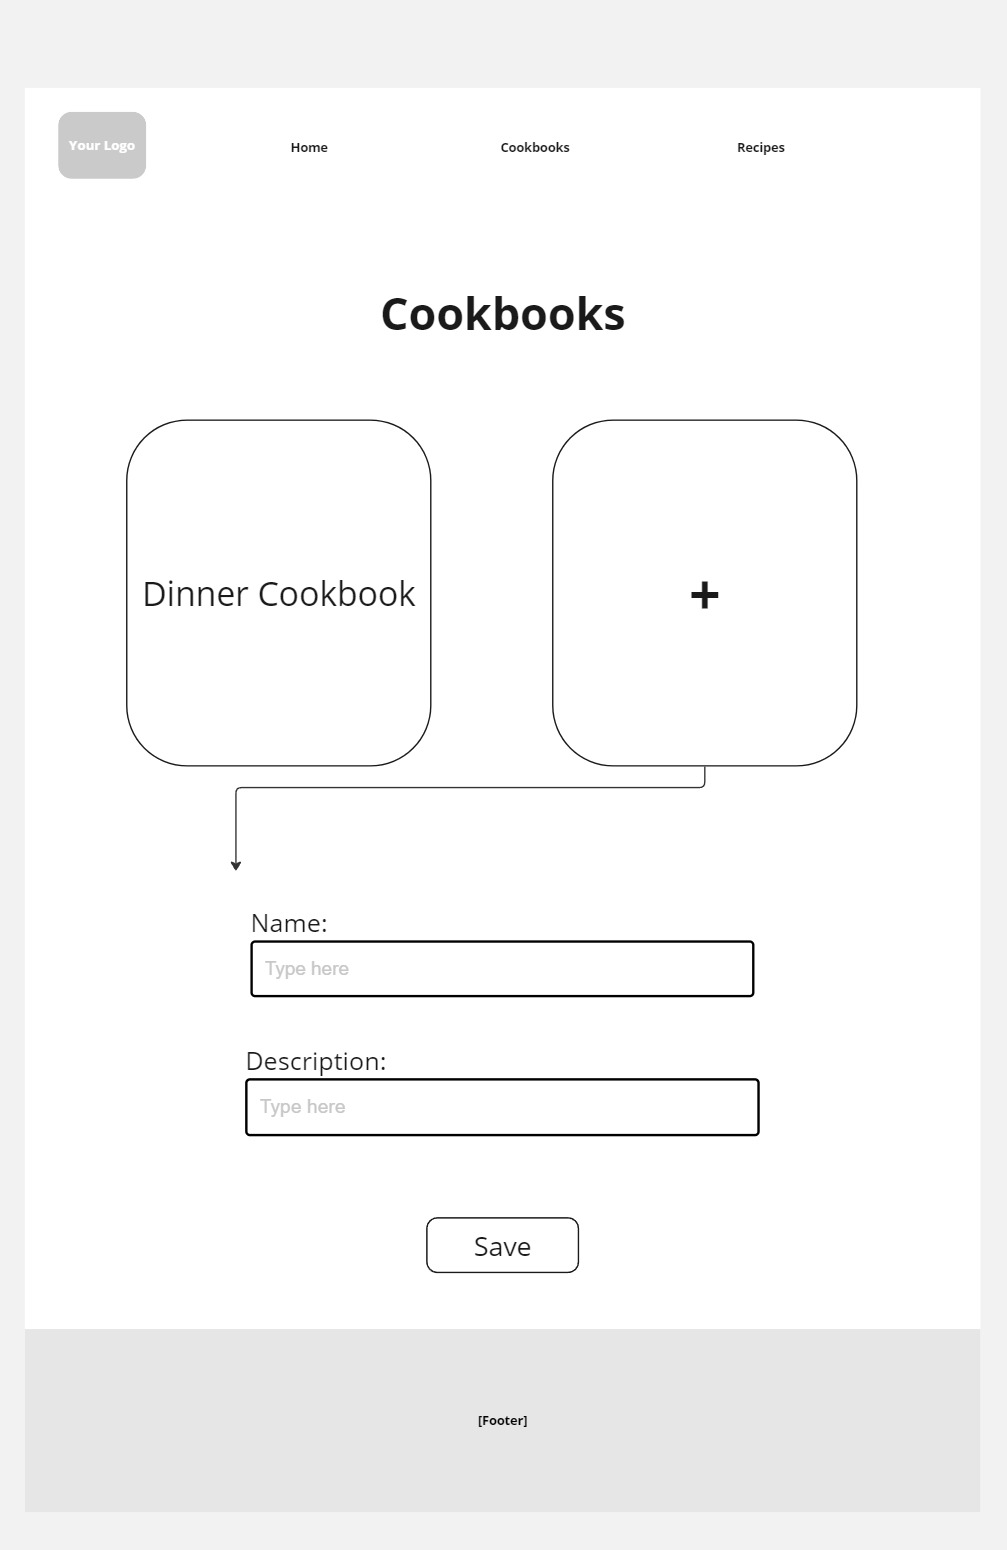 Your Logo
Home
Cookbooks
Recipes
Cookbooks
Dinner Cookbook
+
Name:
Type here
Description:
Type here
Save
[Footer]